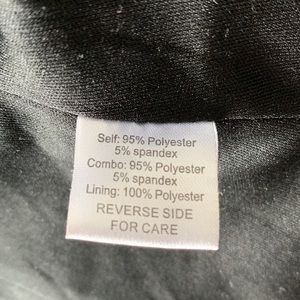 Self: 95% Polyester
5% spandex
Combo: 95% Polyester
5% spandex
Lining: 100% Polyester
REVERSE SIDE
FOR CARE